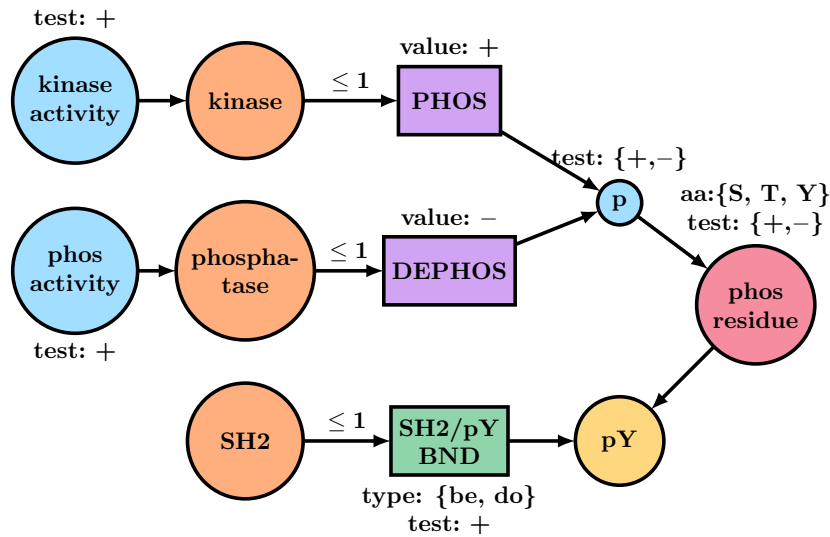 test: +
kinase
activity
kinase
≤ 1
value: +
PHOS
test: {+,–}
p
aa:{S, T, Y}
test: {+,–}
phos
residue
phos
activity
test: +
phospha-
tase
≤ 1
value: –
DEPHOS
SH2
≤ 1
SH2/pY
BND
type: {be, do}
test: +
pY